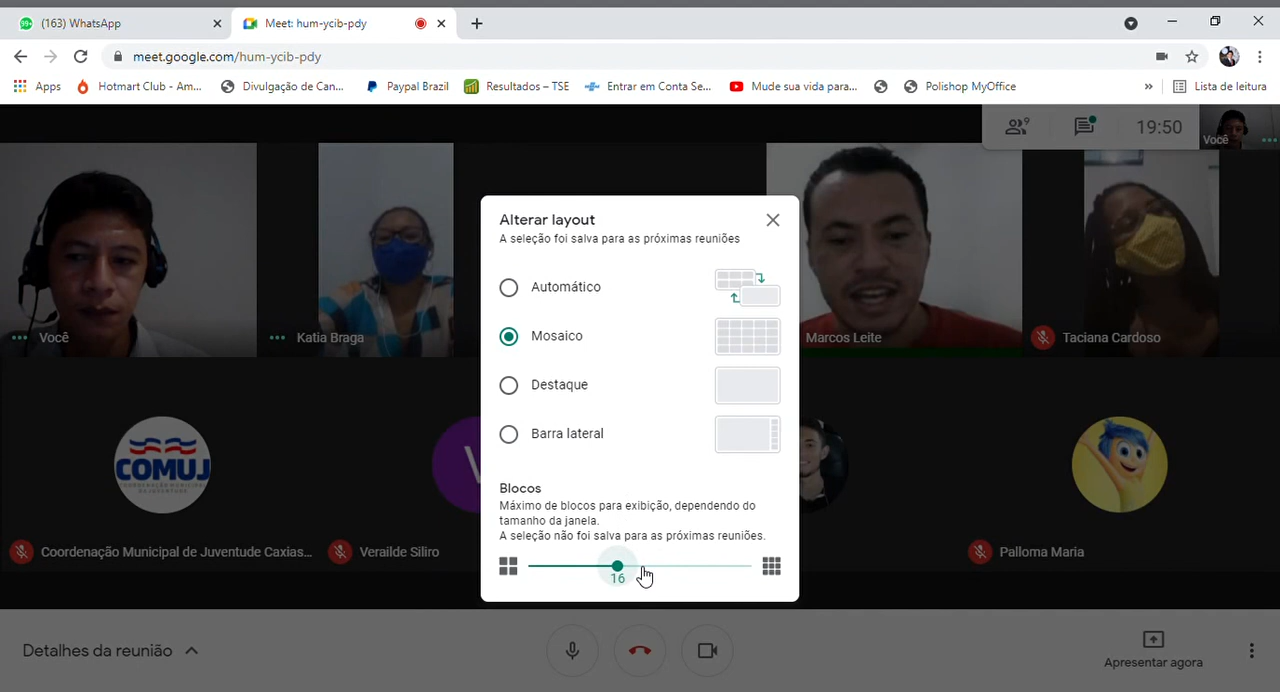 99+
(163) WhatsApp
Meet: hum-ycib-pdy
meet.google.com/hum-ycib-pdy
Apps
Hotmart Club - Am...
Divulgação de Can...
Paypal Brazil
Resultados – TSE
Entrar em Conta Se...
Mude sua vida para...
Polishop MyOffice
»
Lista de leitura
9
19:50
Você
Alterar layout
A seleção foi salva para as próximas reuniões
Automático
Mosaico
Destaque
Barra lateral
Blocos
Máximo de blocos para exibição, dependendo do
tamanho da janela.
A seleção não foi salva para as próximas reuniões.
16
Você
Katia Braga
Marcos Leite
Taciana Cardoso
COMUJ
COORDENAÇÃO MUNICIPAL
DE JUVENTUDE
V
Coordenação Municipal de Juventude Caxias...
Verailde Siliro
Palloma Maria
Detalhes da reunião
Apresentar agora